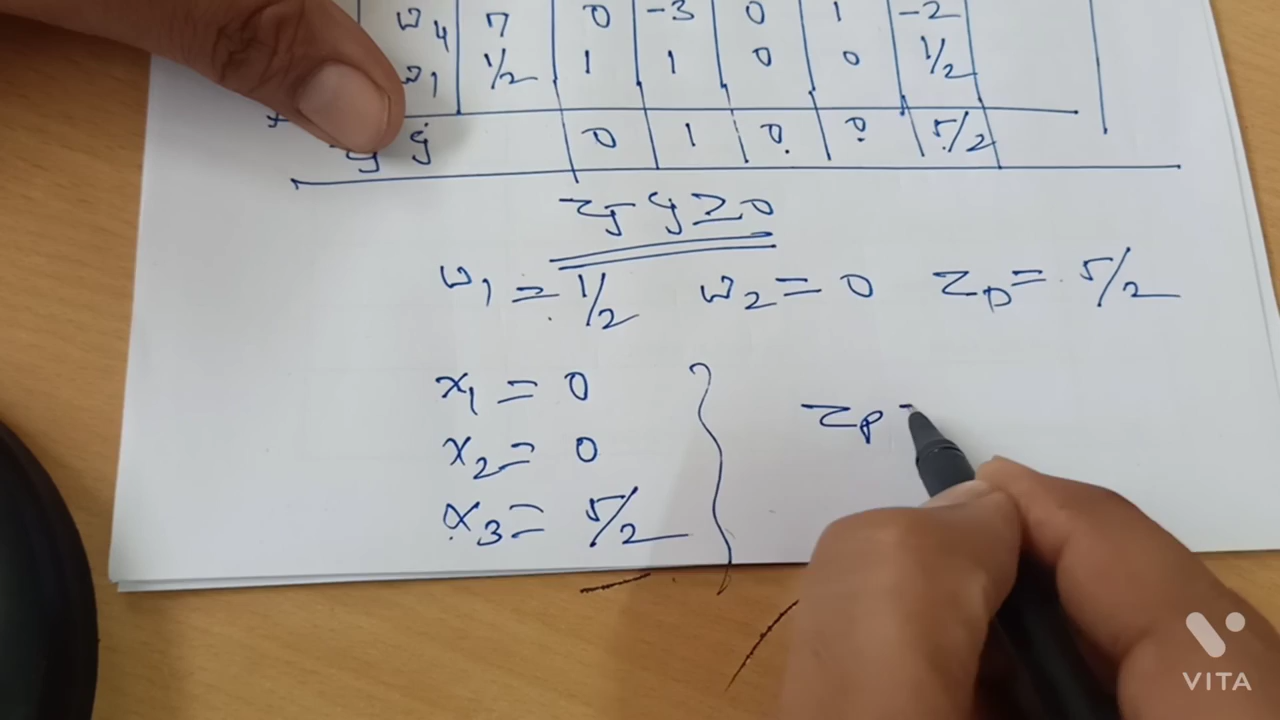 w4 7 0 -3 0 1 -2
w1 1/2 1 1 0 0 1/2
0 1 0 0 5/2
zj cj ≥ 0
w1 = 1/2 w2 = 0 ZD = 5/2
x1 = 0
x2 = 0
x3 = 5/2
ZP =
VITA